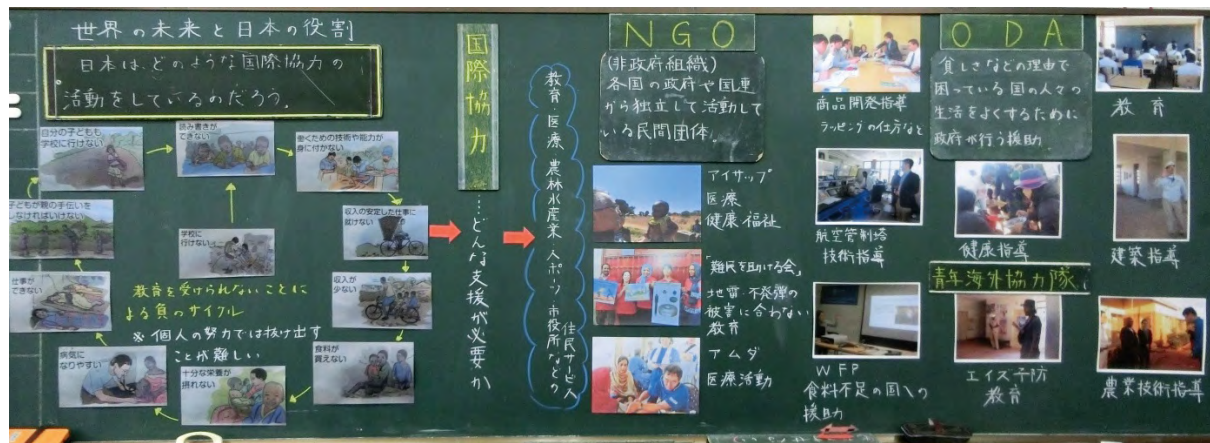 世界の未来と日本の役割
日本は、どのような国際協力の
活動をしているのだろう。
自分の子どもも
学校に行けない
読み書きが
できない
働くための技術や能力が
身に付かない
子どもが親の手伝いを
しなければいけない
学校に
行けない
収入の安定した仕事に
就けない
仕事が
できない
教育を受けられないことに
よる負のサイクル
※個人の努力では抜け出す
ことが難しい
収入が
少ない
病気に
なりやすい
十分な栄養が
摂れない
食料が
買えない
国際協力
…どんな支援が必要か
教育・医療・農林水産業・人
市役所などの
住民サービス
NGO
(非政府組織)
各国の政府や国連
から独立して活動して
いる民間団体。
アイサップ
医療
健康・福祉
「難民を助ける会」
地雷・不発弾の
被害に合わない
教育
アムダ
医療活動
商品開発指導
ラッピングの仕方など
航空管制塔
技術指導
WFP
食料不足の国への
援助
ODA
貧しさなどの理由で
困っている国の人々の
生活をよくするために
政府が行う援助
健康指導
青年海外協力隊
エイズ予防
教育
教育
建築指導
農業技術指導